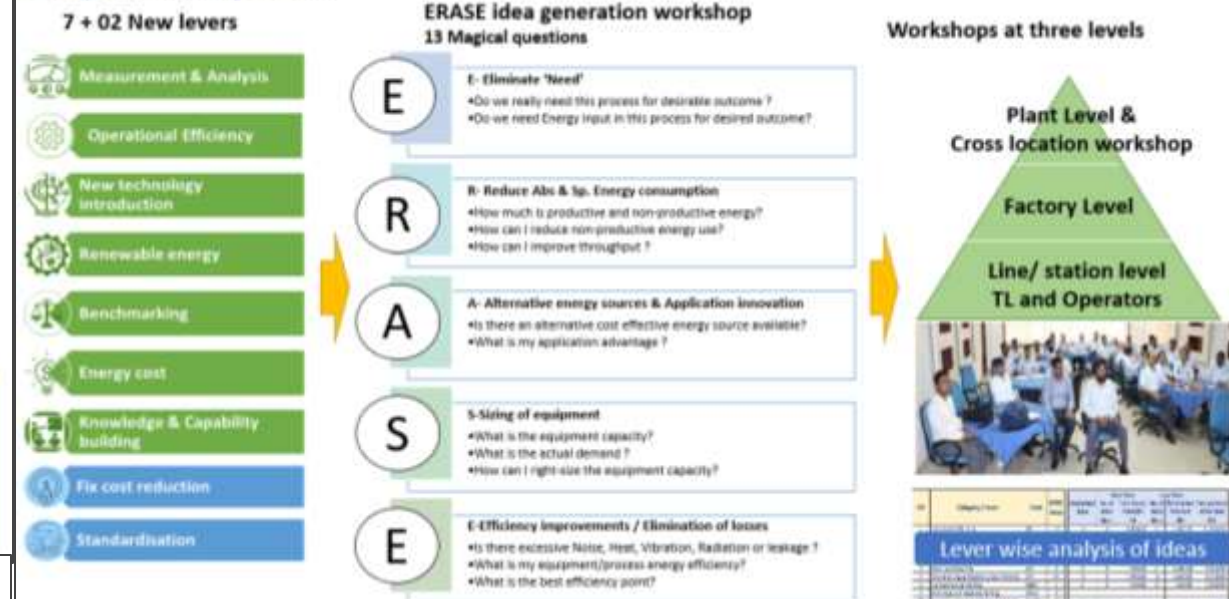 7 + 02 New levers
Measurement & Analysis
Operational Efficiency
New technology
introduction
Renewable energy
Benchmarking
Energy cost
Knowledge & Capability
building
Fix cost reduction
Standardisation
ERASE idea generation workshop
13 Magical questions
E
E- Eliminate 'Need'
•Do we really need this process for desirable outcome ?
•Do we need Energy input in this process for desired outcome?
R
R- Reduce Abs & Sp. Energy consumption
•How much is productive and non-productive energy?
•How can I reduce non-productive energy use?
•How can I improve throughput ?
A
A- Alternative energy sources & Application innovation
•Is there an alternative cost effective energy source available?
•What is my application advantage ?
S
S-Sizing of equipment
•What is the equipment capacity?
•What is the actual demand ?
•How can I right-size the equipment capacity?
E
E-Efficiency improvements / Elimination of losses
•Is there excessive Noise, Heat, Vibration, Radiation or leakage ?
•What is my equipment/process energy efficiency?
•What is the best efficiency point?
Workshops at three levels
Plant Level &
Cross location workshop
Factory Level
Line/ station level
TL and Operators
Lever wise analysis of ideas